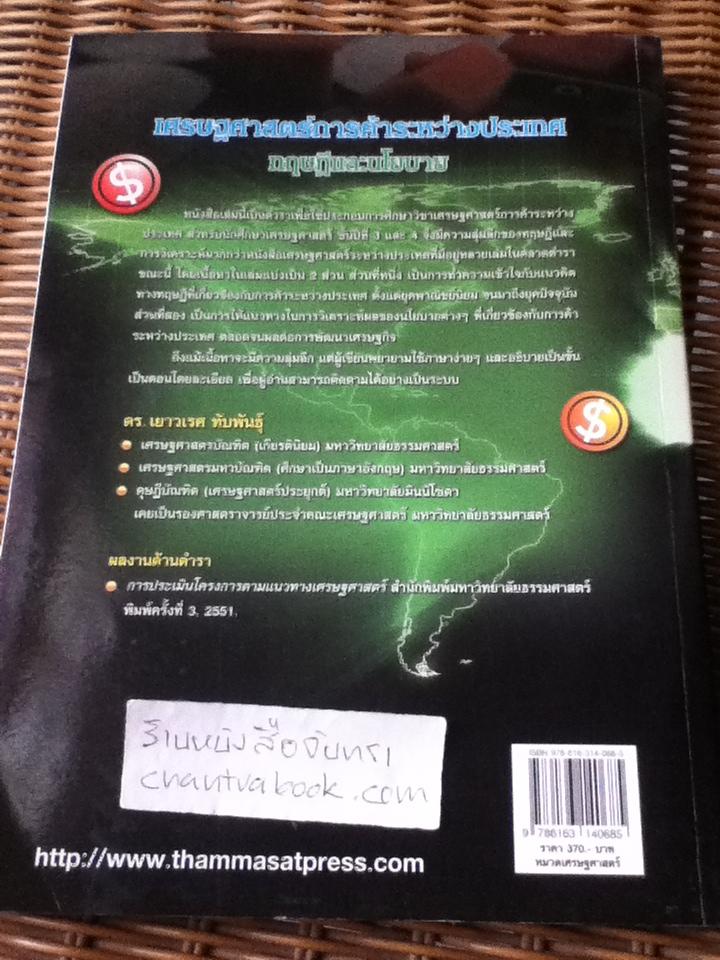 เศรษฐศาสตร์การค้าระหว่างประเทศ
ทฤษฎีและนโยบาย
หนังสือเล่มนี้เป็นตำราเพื่อใช้ประกอบการศึกษาวิชาเศรษฐศาสตร์การค้าระหว่าง
ประเทศ สำหรับนักศึกษาเศรษฐศาสตร์ ชั้นปีที่ 3 และ 4 จึงมีความลุ่มลึกของทฤษฎีและ
การวิเคราะห์มากกว่าหนังสือเศรษฐศาสตร์ระหว่างประเทศที่มีอยู่หลายเล่มในตลาดตำรา
ขณะนี้ โดยเนื้อหาในเล่มแบ่งเป็น 2 ส่วน ส่วนที่หนึ่ง เป็นการทำความเข้าใจกับแนวคิด
ทางทฤษฎีที่เกี่ยวข้องกับการค้าระหว่างประเทศ ตั้งแต่ยุคพาณิชย์นิยม จนมาถึงยุคปัจจุบัน
ส่วนที่สอง เป็นการให้แนวทางในการวิเคราะห์ผลของนโยบายต่างๆ ที่เกี่ยวข้องกับการค้า
ระหว่างประเทศ ตลอดจนผลต่อการพัฒนาเศรษฐกิจ
ถึงแม้เนื้อหาจะมีความลุ่มลึก แต่ผู้เขียนพยายามใช้ภาษาง่ายๆ และอธิบายเป็นขั้น
เป็นตอนโดยละเอียด เพื่อผู้อ่านสามารถติดตามได้อย่างเป็นระบบ
ดร. เยาวเรศ ทับพันธุ์
เศรษฐศาสตรบัณฑิต (เกียรตินิยม) มหาวิทยาลัยธรรมศาสตร์
เศรษฐศาสตรมหาบัณฑิต (ศึกษาเป็นภาษาอังกฤษ) มหาวิทยาลัยธรรมศาสตร์
ดุษฎีบัณฑิต (เศรษฐศาสตร์ประยุกต์) มหาวิทยาลัยมินนิโซตา
เคยเป็นรองศาสตราจารย์ประจำคณะเศรษฐศาสตร์ มหาวิทยาลัยธรรมศาสตร์
ผลงานด้านตำรา
การประเมินโครงการตามแนวทางเศรษฐศาสตร์ สำนักพิมพ์มหาวิทยาลัยธรรมศาสตร์
พิมพ์ครั้งที่ 3, 2551.
ร้านหนังสือจันทรา
chantrabook.com
ISBN 978-616-314-068-5
9 786163 140685
ราคา 370.- บาท
หมวดเศรษฐศาสตร์
http://www.thammasatpress.com